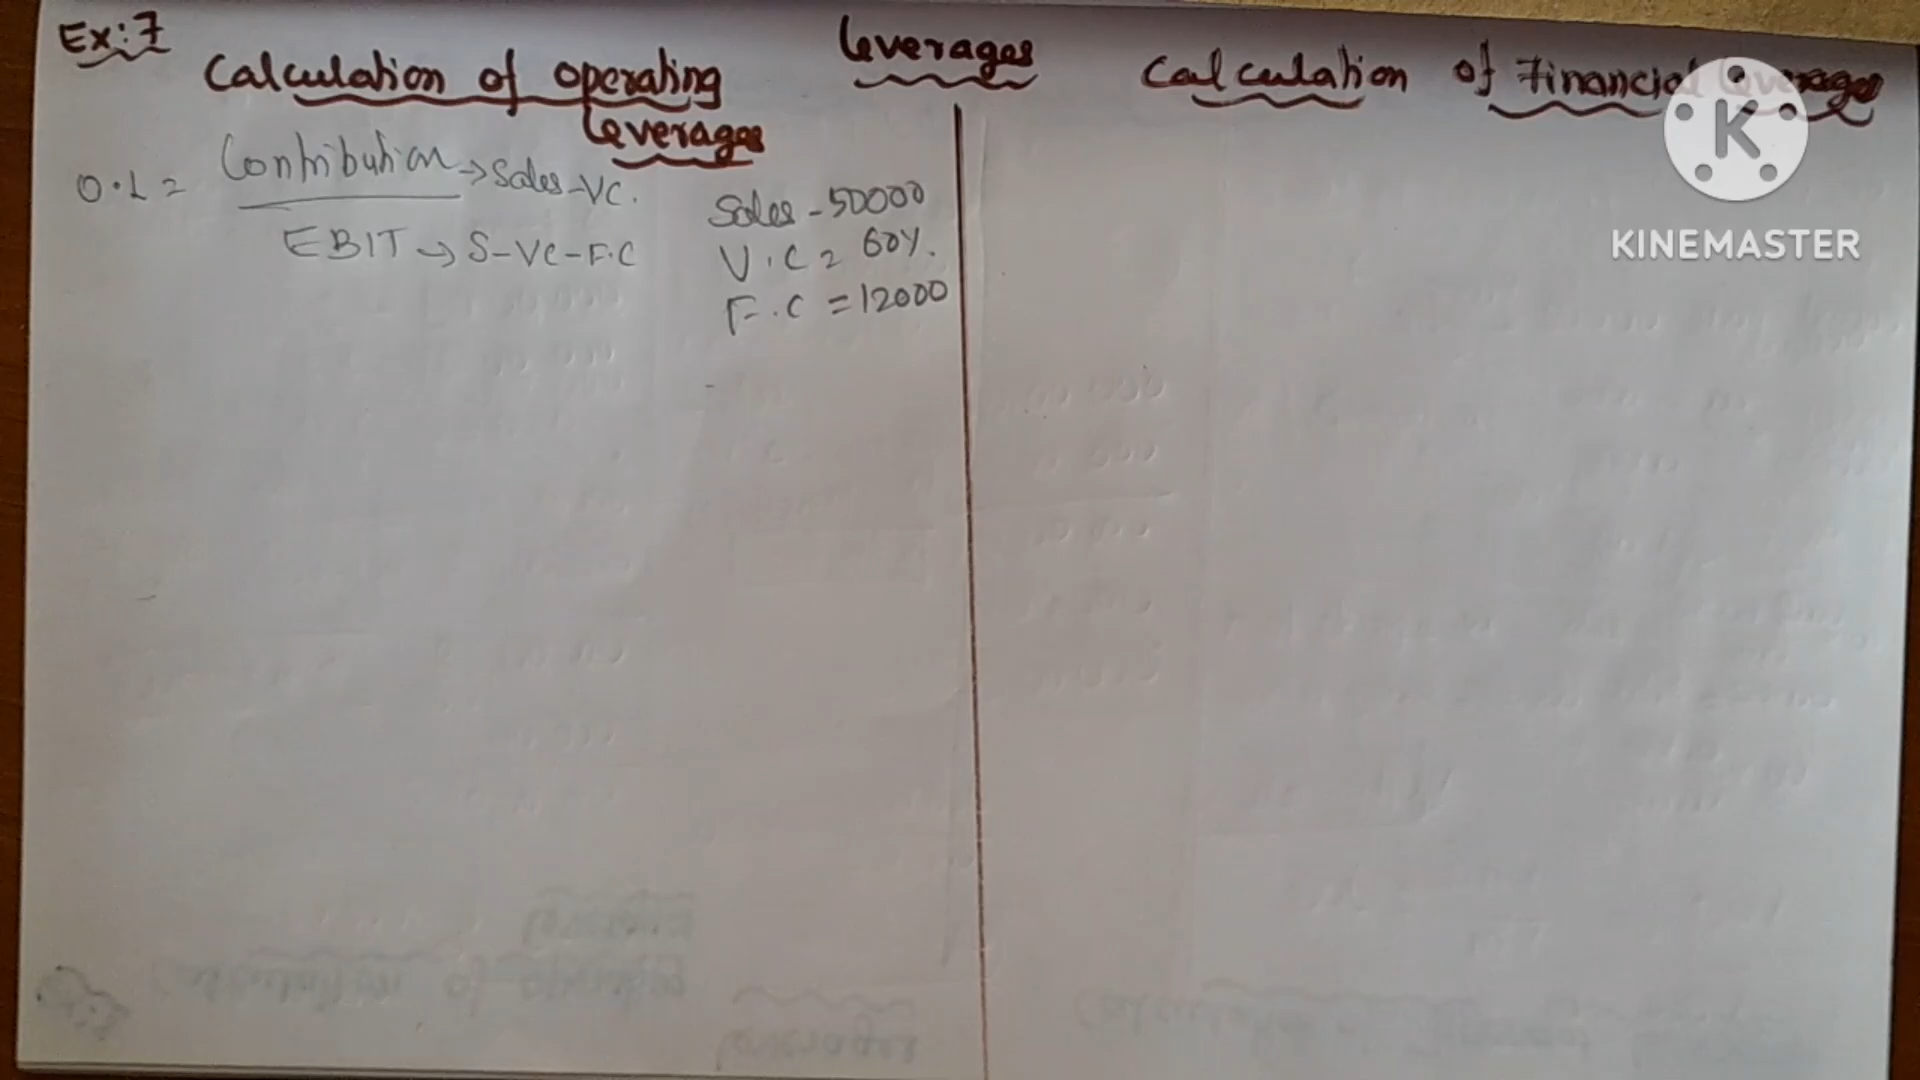 Ex:7
Leverages
Calculation of operating
Leverages
O.L = Contribution → Sales-VC.
EBIT → S-VC-F.C
Sales - 50000
V.C = 60%.
F.C = 12000
Calculation of Financial Leverages
K
KINEMASTER